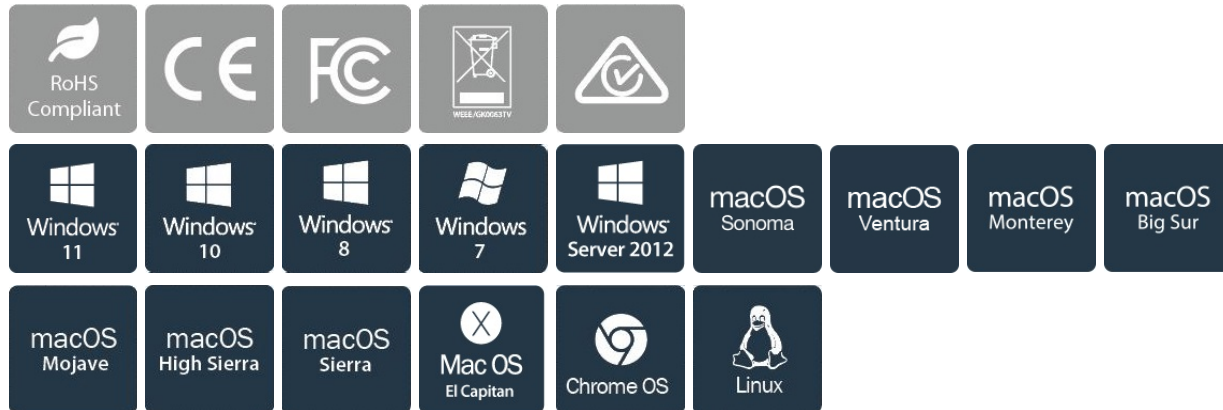 RoHS
Compliant
CE
FC
WEEE/GK0063TV
Windows
11
Windows
10
Windows
8
Windows
7
Windows
Server 2012
macOS
Sonoma
macOS
Ventura
macOS
Monterey
macOS
Big Sur
macOS
Mojave
macOS
High Sierra
macOS
Sierra
X
Mac OS
El Capitan
Chrome OS
Linux